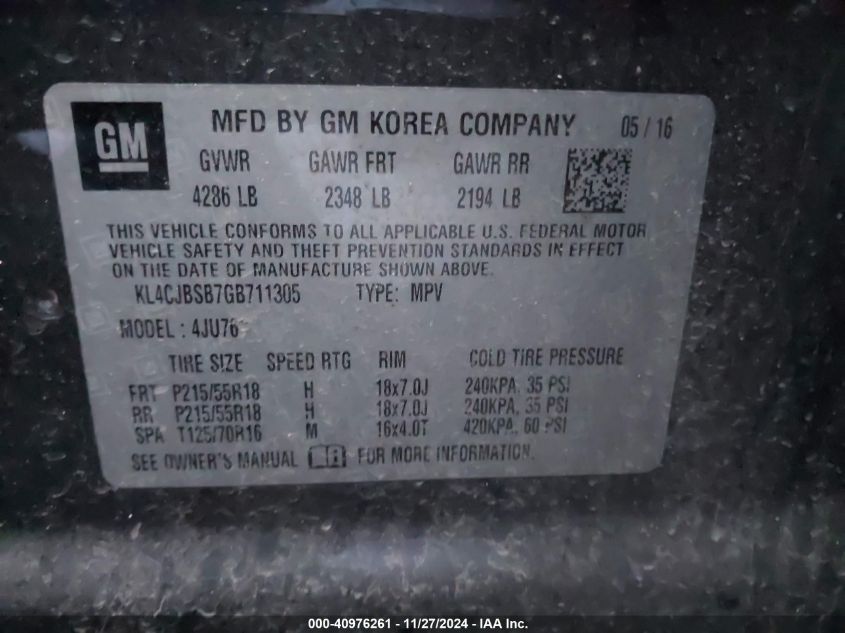 GM
MFD BY GM KOREA COMPANY 05 / 16
GVWR GAWR FRT GAWR RR
4286 LB 2348 LB 2194 LB
THIS VEHICLE CONFORMS TO ALL APPLICABLE U.S. FEDERAL MOTOR
VEHICLE SAFETY AND THEFT PREVENTION STANDARDS IN EFFECT
ON THE DATE OF MANUFACTURE SHOWN ABOVE.
KL4CJBSB7GB711305 TYPE: MPV
MODEL : 4JU76
TIRE SIZE SPEED RTG RIM COLD TIRE PRESSURE
FRT P215/55R18 H 18x7.0J 240KPA, 35 PSI
RR P215/55R18 H 18x7.0J 240KPA, 35 PSI
SPA T125/70R16 M 16x4.0T 420KPA, 60 PSI
SEE OWNER'S MANUAL FOR MORE INFORMATION.
000-40976261 - 11/27/2024 - IAA Inc.